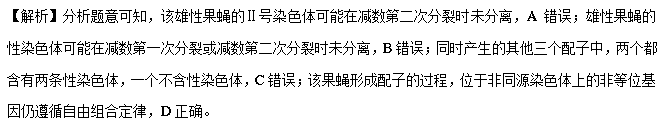 【解析】分析题意可知，该雄性果蝇的Ⅱ号染色体可能在减数第二次分裂时未分离，A 错误；雄性果蝇的
性染色体可能在减数第一次分裂或减数第二次分裂时未分离，B 错误；同时产生的其他三个配子中，两个都
含有两条性染色体，一个不含性染色体，C 错误；该果蝇形成配子的过程，位于非同源染色体上的非等位基
因仍遵循自由组合定律，D 正确。